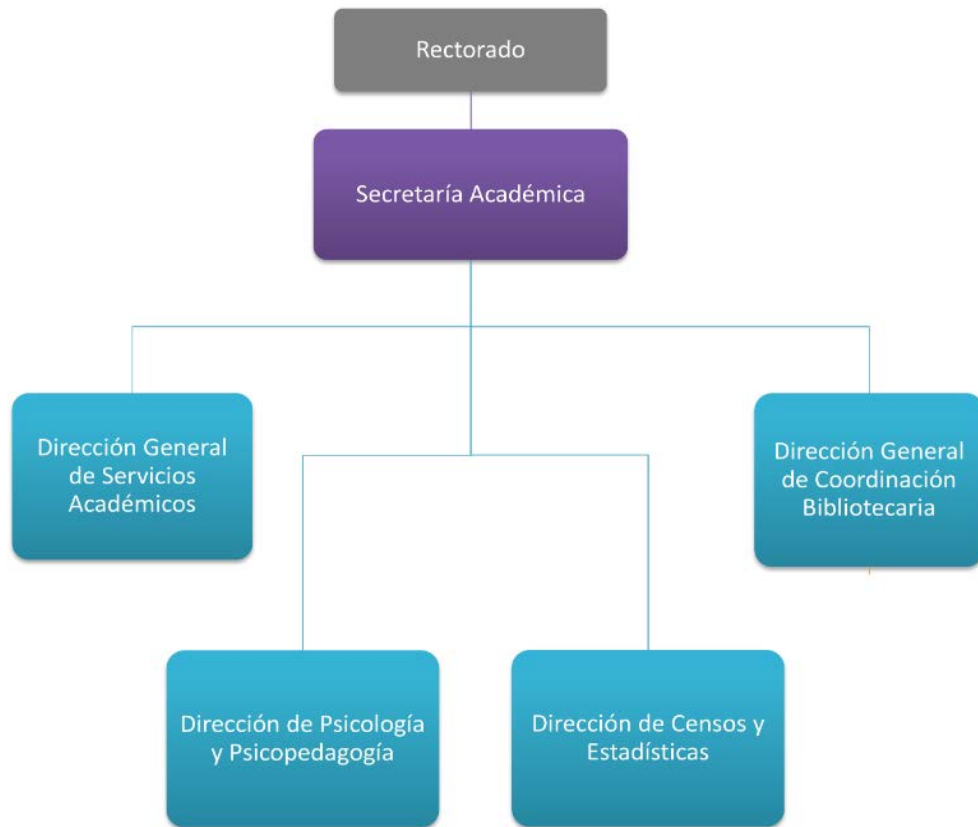 Rectorado
Secretaría Académica
Dirección General
de Servicios
Académicos
Dirección General
de Coordinación
Bibliotecaria
Dirección de Psicología
y Psicopedagogía
Dirección de Censos y
Estadísticas